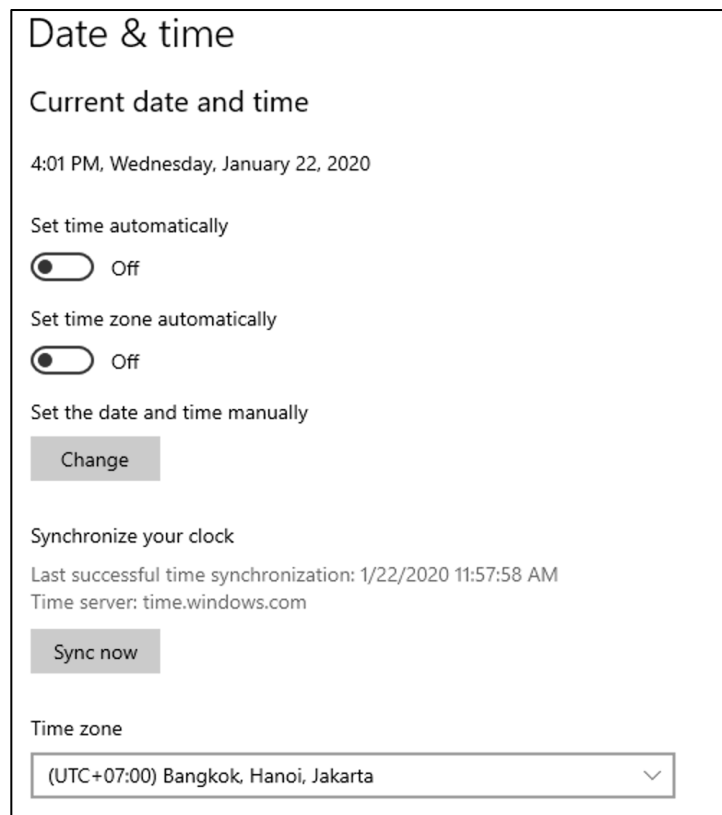 Date & time
Current date and time
4:01 PM, Wednesday, January 22, 2020
Set time automatically
Off
Set time zone automatically
Off
Set the date and time manually
Change
Synchronize your clock
Last successful time synchronization: 1/22/2020 11:57:58 AM
Time server: time.windows.com
Sync now
Time zone
(UTC+07:00) Bangkok, Hanoi, Jakarta